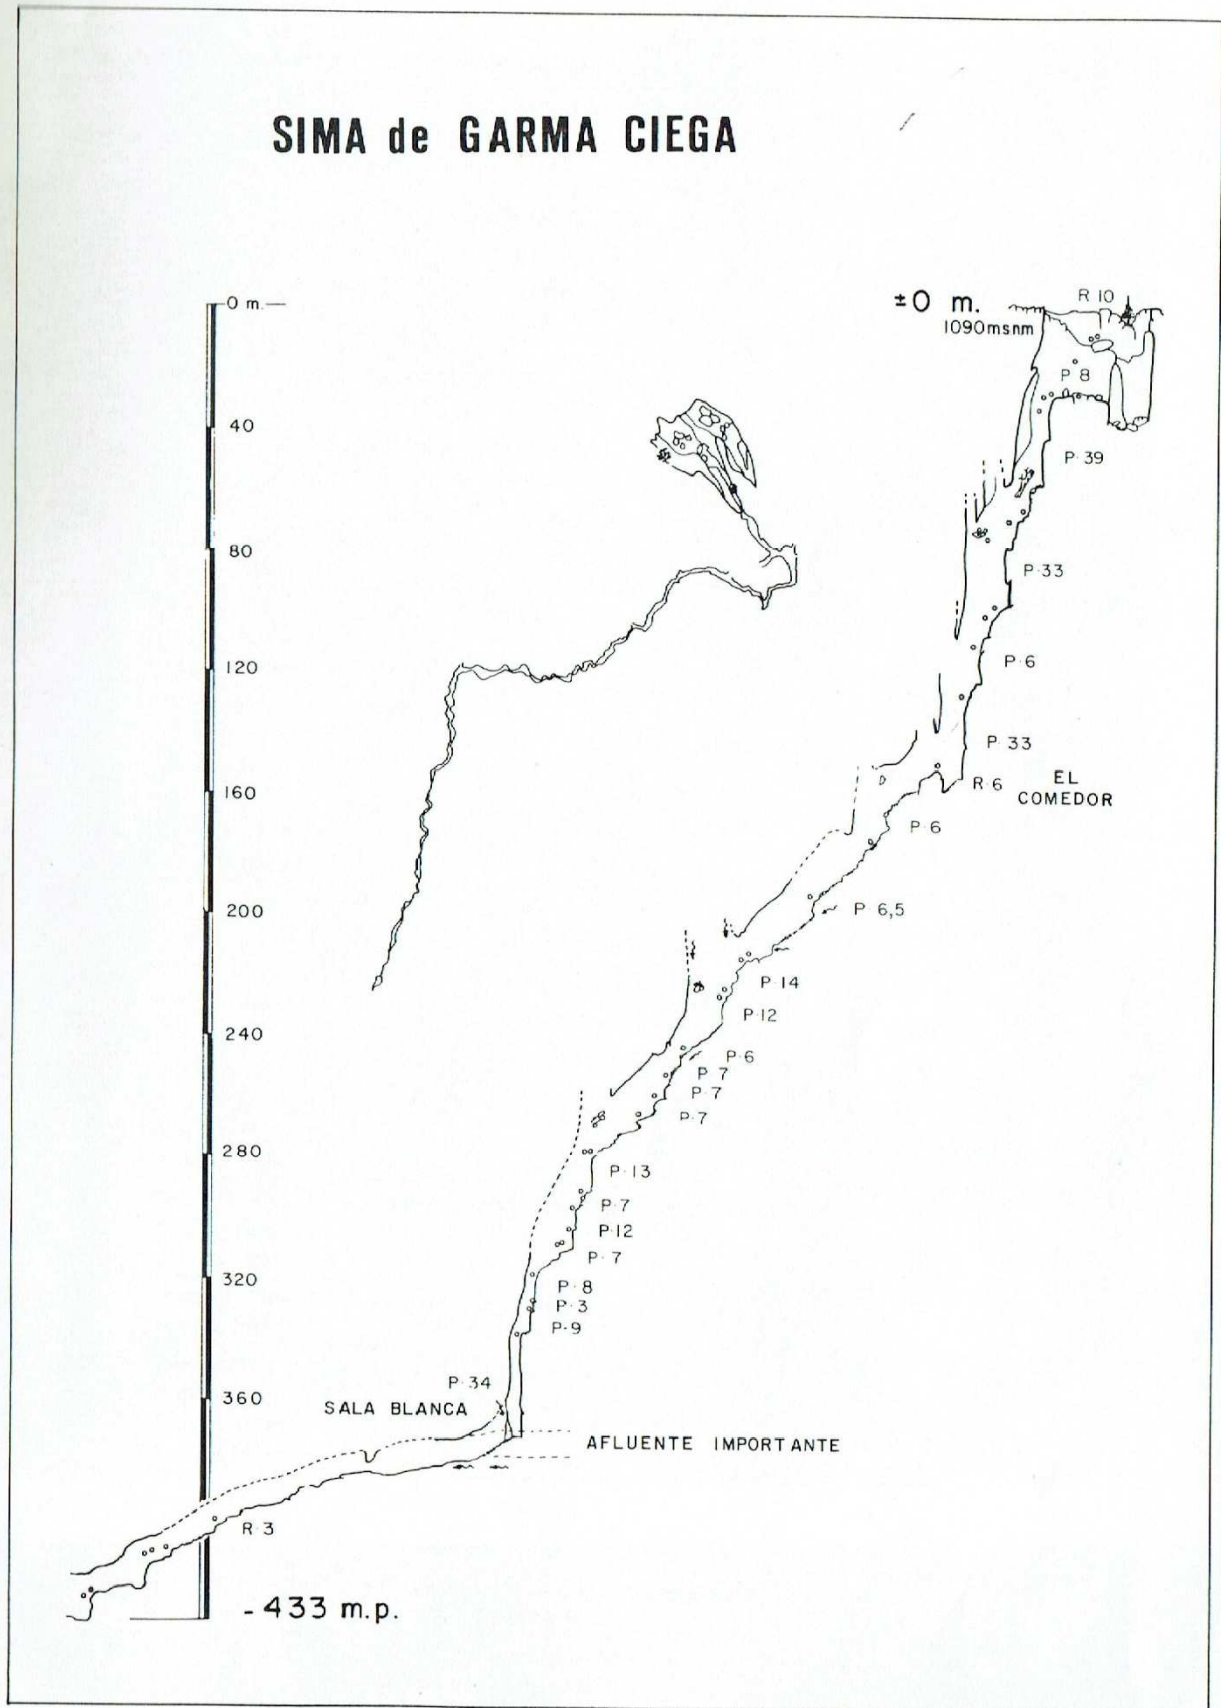 SIMA de GARMA CIEGA
0 m.
40
80
120
160
200
240
280
320
360
±0 m.
1090msnm
R 10
P 8
P-39
P-33
P-6
P-33
R-6
EL
COMEDOR
P-6
P-6,5
P-14
P-12
P-6
P-7
P-7
P-7
P-13
P-7
P-12
P-7
P-8
P-3
P-9
P-34
SALA BLANCA
AFLUENTE IMPORTANTE
R-3
-433 m.p.